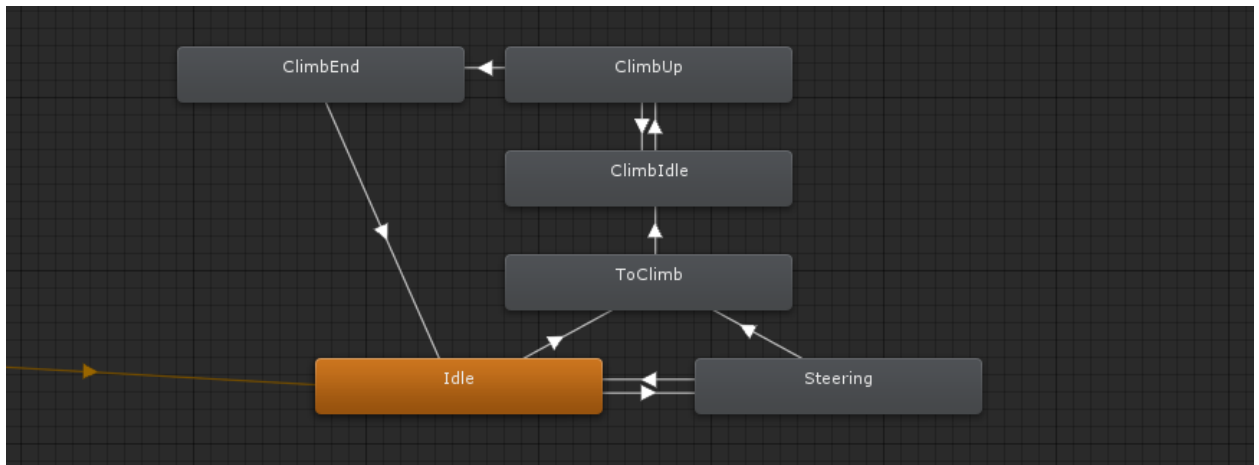 ClimbEnd
ClimbUp
ClimbIdle
ToClimb
Idle
Steering